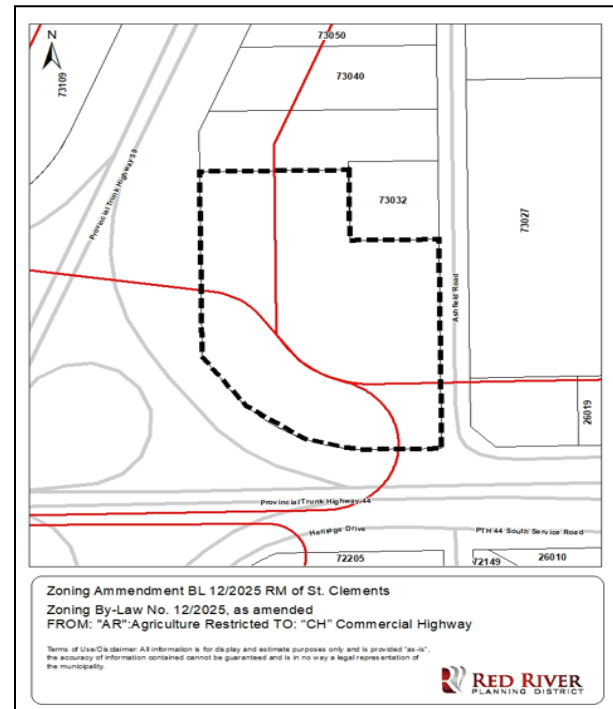 N
73050
73040
73109
Provincial Trunk Highway 59
73032
73027
Ashfield Road
26019
Provincial Trunk Highway 44
Heritage Drive
PTH 44 South Service Road
72205
72149
26010
Zoning Ammendment BL 12/2025 RM of St. Clements
Zoning By-Law No. 12/2025, as amended
FROM: "AR":Agriculture Restricted TO: "CH" Commercial Highway
Terms of Use/Disclaimer: All information is for display and estimate purposes only and is provided "as-is",
the accuracy of information contained cannot be guaranteed and is in no way a legal representation of
the municipality.
RED RIVER
PLANNING DISTRICT